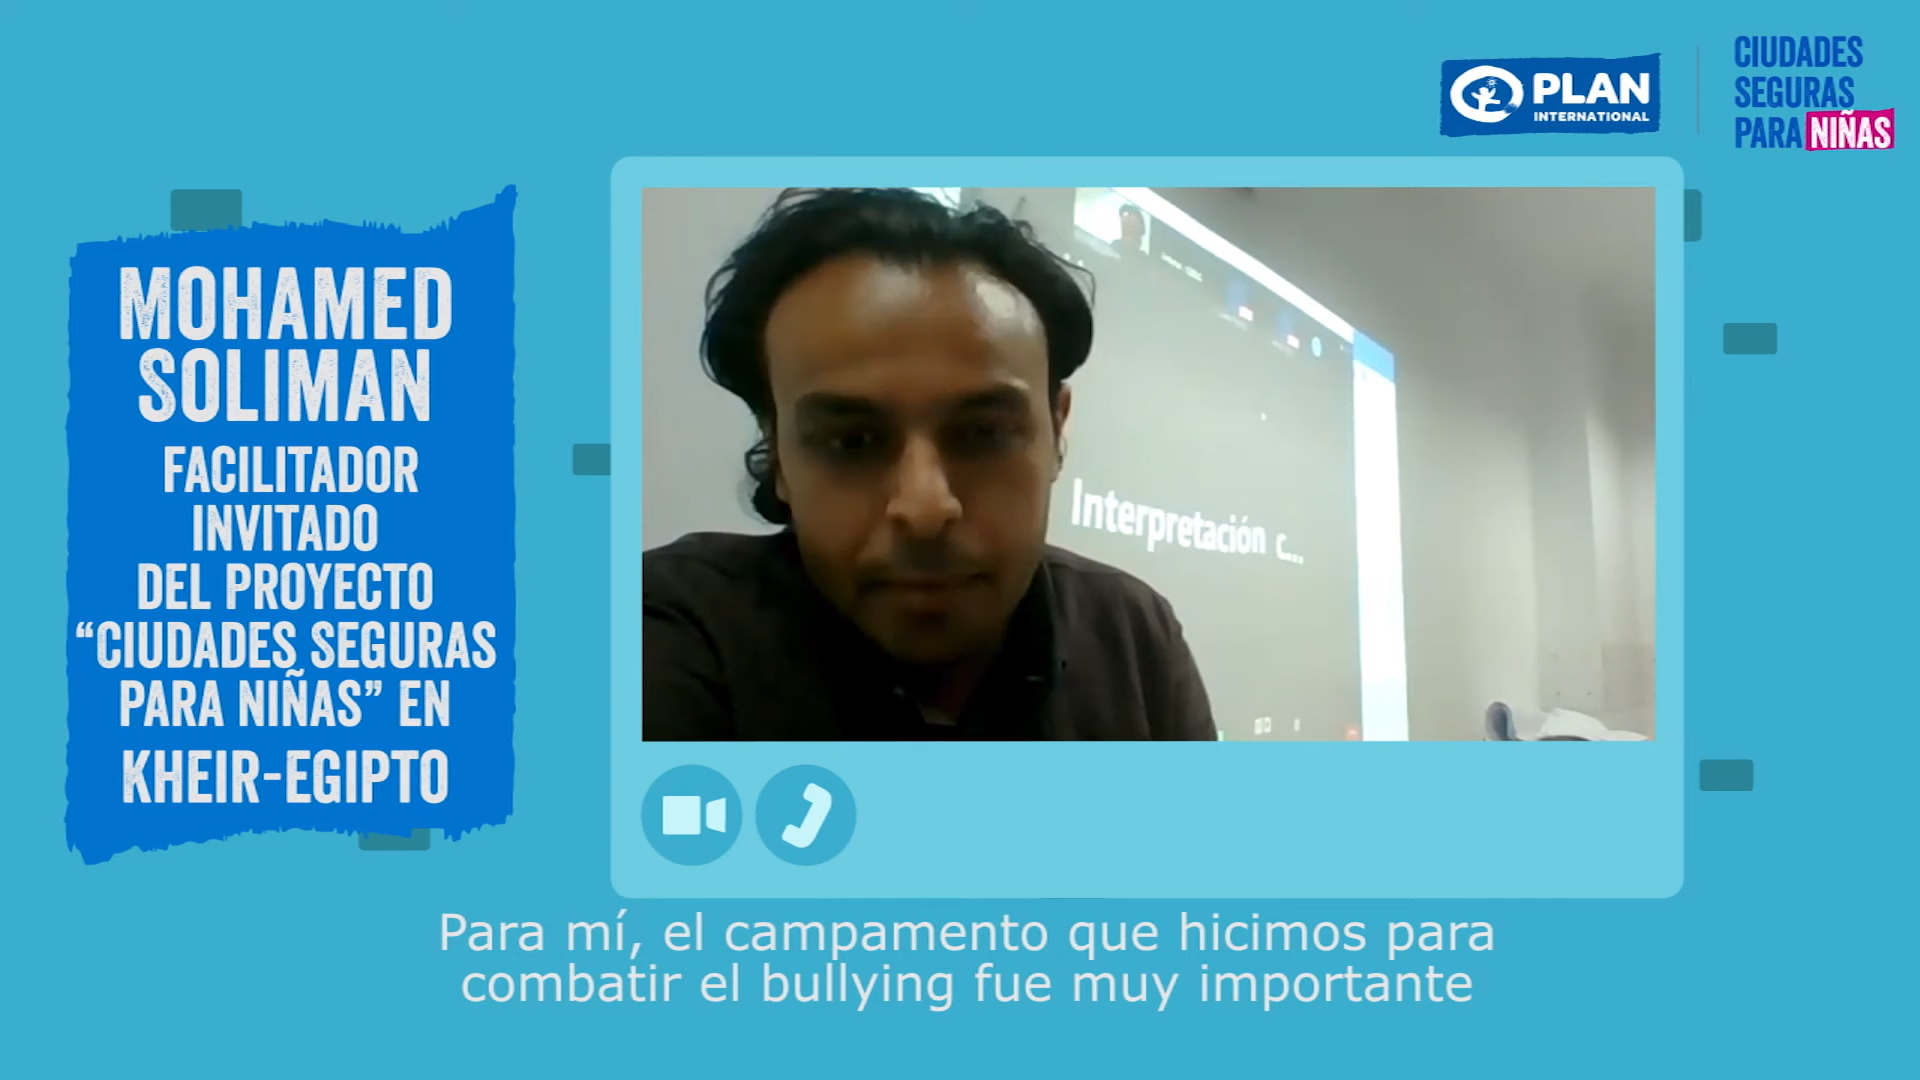 PLAN
INTERNATIONAL
CIUDADES
SEGURAS
PARA NIÑAS
MOHAMED
SOLIMAN
FACILITADOR
INVITADO
DEL PROYECTO
“CIUDADES SEGURAS
PARA NIÑAS” EN
KHEIR-EGIPTO
Interpretación c...
Para mí, el campamento que hicimos para
combatir el bullying fue muy importante